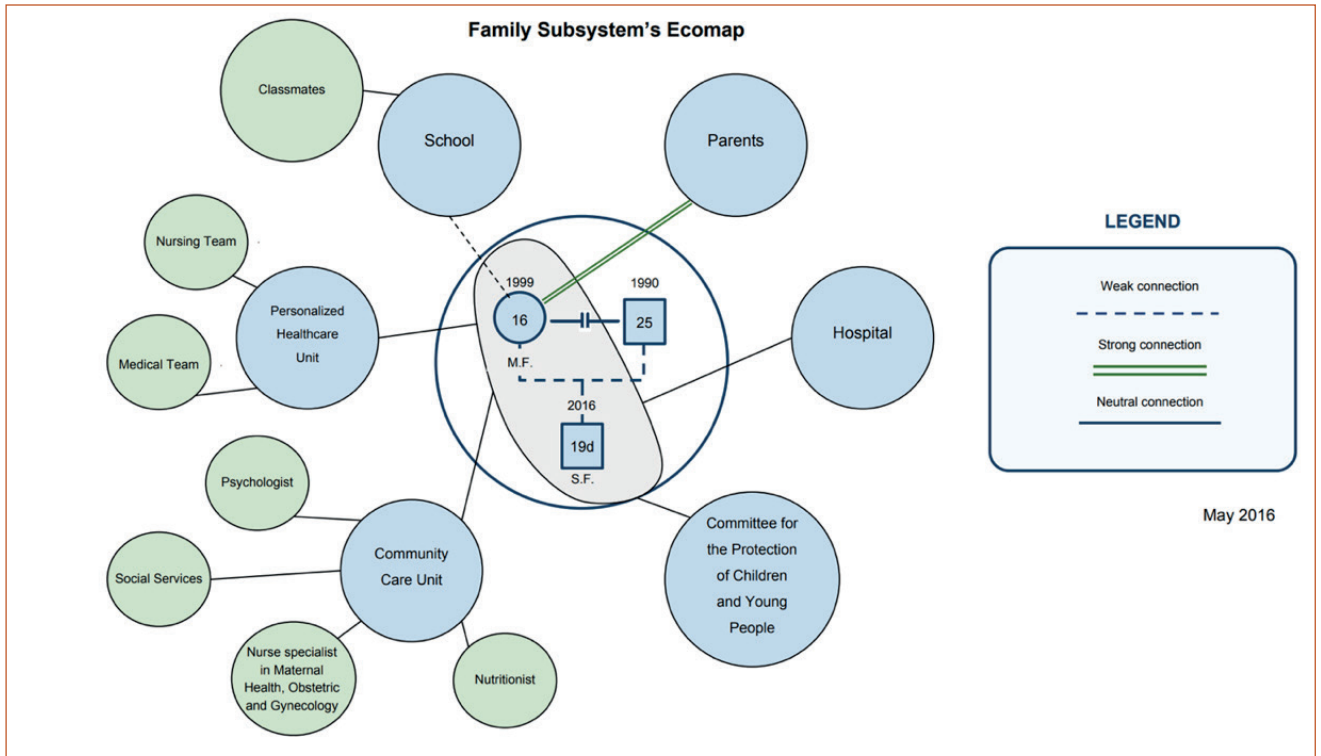 Family Subsystem's Ecomap
Classmates
School
Parents
Nursing Team
Personalized
Healthcare
Unit
Medical Team
1999
16
M.F.
1990
25
2016
19d
S.F.
Hospital
Psychologist
Social Services
Community
Care Unit
Nurse specialist
in Maternal
Health, Obstetric
and Gynecology
Nutritionist
Committee for
the Protection
of Children
and Young
People
LEGEND
Weak connection
Strong connection
Neutral connection
May 2016